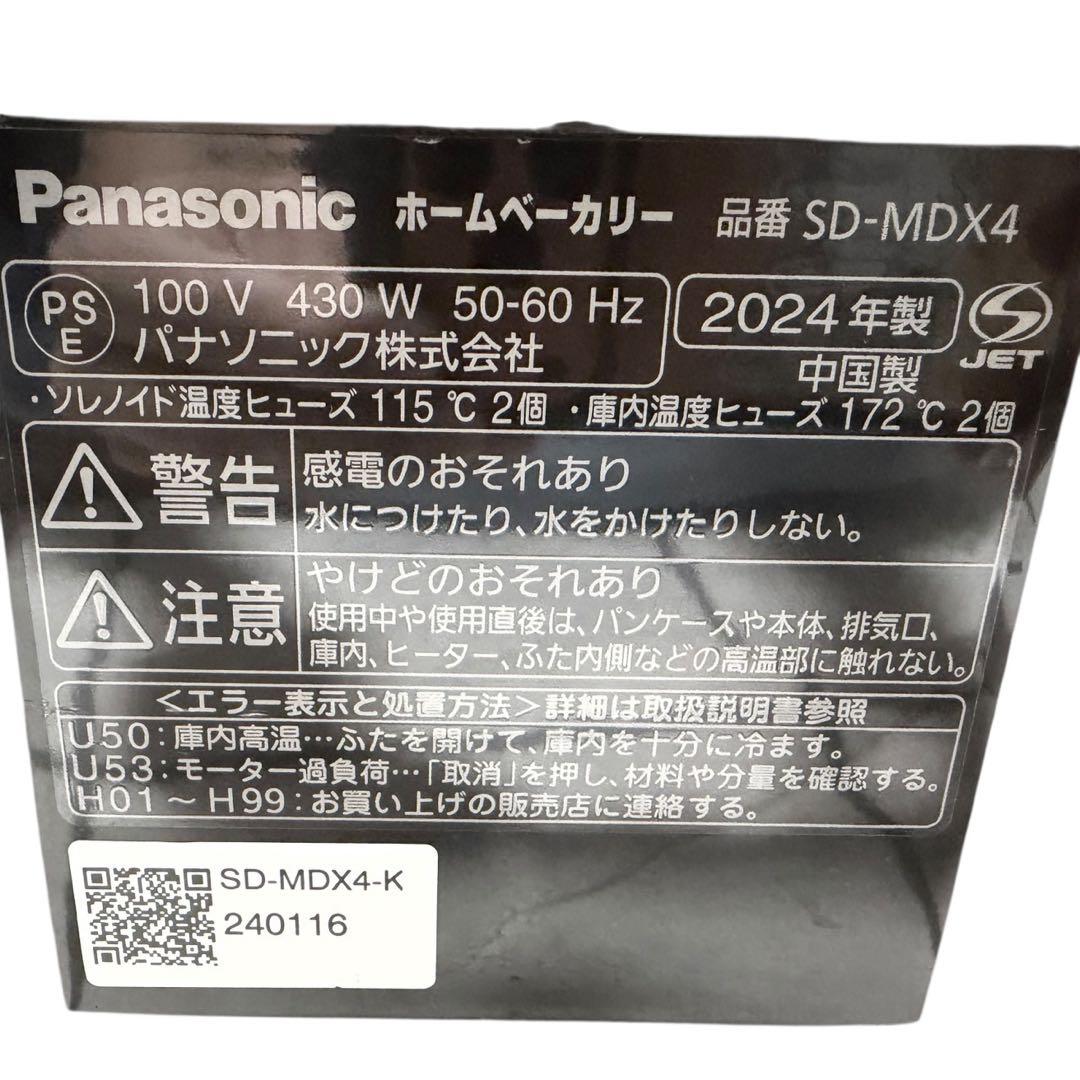 Panasonic ホームベーカリー 品番 SD-MDX4
PS E 100 V 430 W 50-60 Hz
パナソニック株式会社
2024 年製
中国製
S JET
・ソレノイド温度ヒューズ 115 ℃ 2個 ・庫内温度ヒューズ 172 ℃ 2個
警告
感電のおそれあり
水につけたり、水をかけたりしない。
注意
やけどのおそれあり
使用中や使用直後は、パンケースや本体、排気口、
庫内、ヒーター、ふた内側などの高温部に触れない。
＜エラー表示と処置方法＞詳細は取扱説明書参照
U50：庫内高温…ふたを開けて、庫内を十分に冷ます。
U53：モーター過負荷…「取消」を押し、材料や分量を確認する。
H01～H99：お買い上げの販売店に連絡する。
SD-MDX4-K
240116